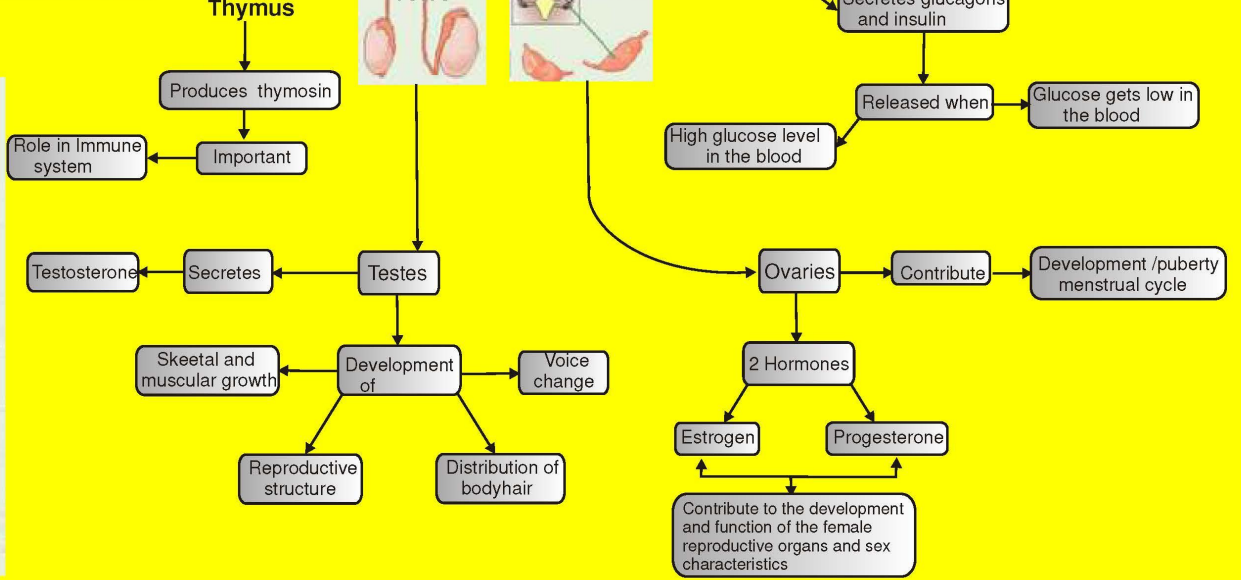 Thymus
Produces thymosin
Important
Role in Immune
system
Secretes glucagons
and insulin
Released when
Glucose gets low in
the blood
High glucose level
in the blood
Testes
Secretes
Testosterone
Development
of
Skeetal and
muscular growth
Voice
change
Reproductive
structure
Distribution of
bodyhair
Ovaries
Contribute
Development /puberty
menstrual cycle
2 Hormones
Estrogen
Progesterone
Contribute to the development
and function of the female
reproductive organs and sex
characteristics